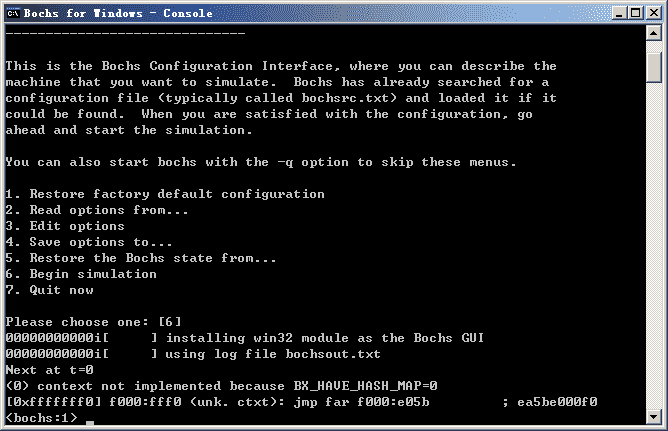 Bochs for Windows - Console
------------------------------
This is the Bochs Configuration Interface, where you can describe the
machine that you want to simulate.  Bochs has already searched for a
configuration file (typically called bochsrc.txt) and loaded it if it
could be found.  When you are satisfied with the configuration, go
ahead and start the simulation.
You can also start bochs with the -q option to skip these menus.
1. Restore factory default configuration
2. Read options from...
3. Edit options
4. Save options to...
5. Restore the Bochs state from...
6. Begin simulation
7. Quit now
Please choose one: [6]
00000000000i[     ] installing win32 module as the Bochs GUI
00000000000i[     ] using log file bochsout.txt
Next at t=0
(0) context not implemented because BX_HAVE_HASH_MAP=0
[0xfffffff0] f000:fff0 (unk. ctxt): jmp far f000:e05b         ; ea5be000f0
<bochs:1> _